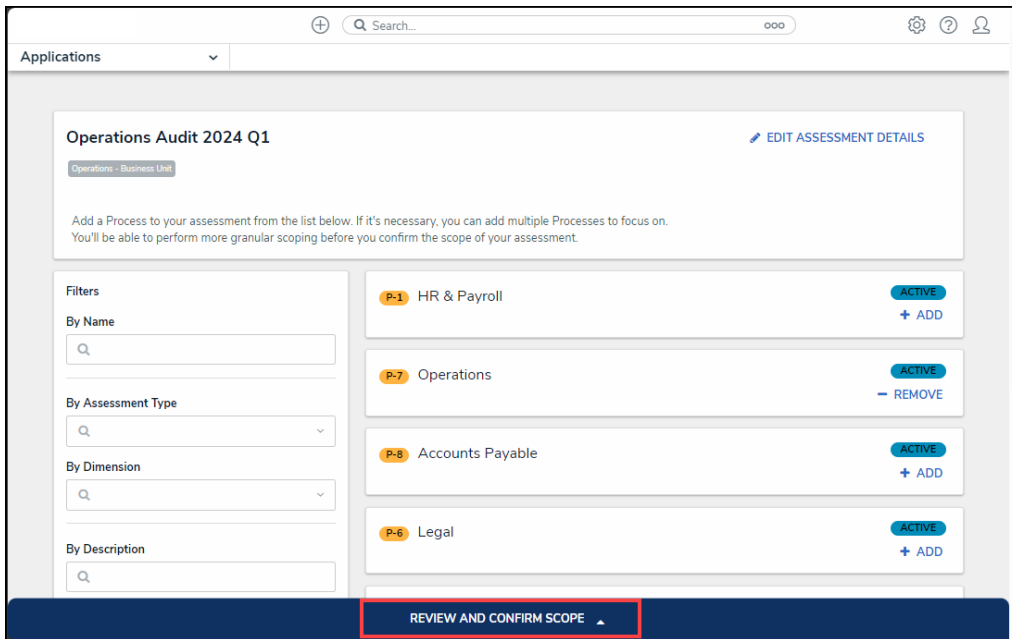 Search...
Applications
Operations Audit 2024 Q1
EDIT ASSESSMENT DETAILS
Operations - Business Unit
Add a Process to your assessment from the list below. If it's necessary, you can add multiple Processes to focus on.
You'll be able to perform more granular scoping before you confirm the scope of your assessment.
Filters
By Name
By Assessment Type
By Dimension
By Description
P-1 HR & Payroll
ACTIVE
+ ADD
P-7 Operations
ACTIVE
− REMOVE
P-8 Accounts Payable
ACTIVE
+ ADD
P-6 Legal
ACTIVE
+ ADD
REVIEW AND CONFIRM SCOPE